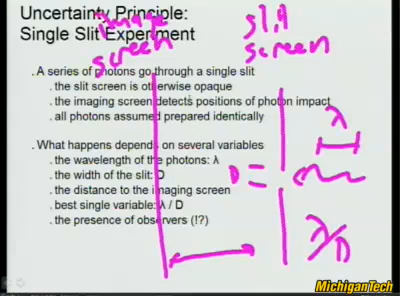 Uncertainty Principle:
Single Slit Experiment
image
screen
slit
screen
. A series of photons go through a single slit
. the slit screen is otherwise opaque
. the imaging screen detects positions of photon impact
. all photons assumed prepared identically
. What happens depends on several variables
. the wavelength of the photons: λ
. the width of the slit: D
. the distance to the imaging screen
. best single variable: λ / D
. the presence of observers (!?)
λ
D
λ/D
MichiganTech